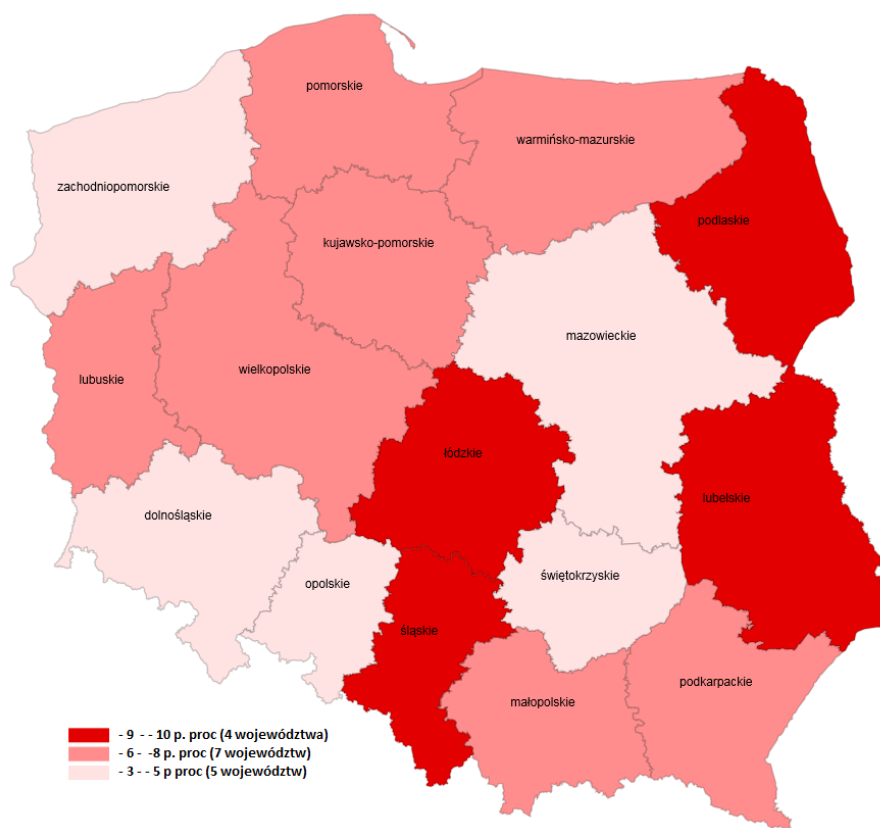 pomorskie
warmińsko-mazurskie
zachodniopomorskie
podlaskie
kujawsko-pomorskie
mazowieckie
wielkopolskie
lubuskie
łódzkie
lubelskie
dolnośląskie
opolskie
świętokrzyskie
śląskie
podkarpackie
małopolskie
- 9 - - 10 p. proc (4 województwa)
- 6 - -8 p. proc (7 województw)
- 3 - - 5 p proc (5 województw)